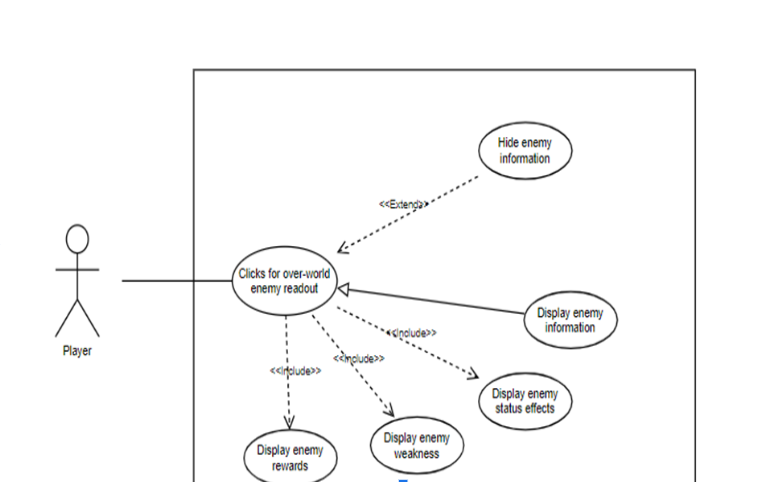 Hide enemy
information
<<Extend>>
Clicks for over-world
enemy readout
Display enemy
information
<<Include>>
<<Include>>
<<Include>>
Player
Display enemy
status effects
Display enemy
weakness
Display enemy
rewards